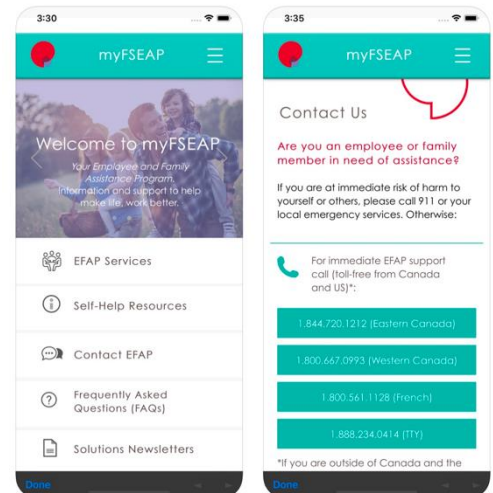 3:30
myFSEAP
Welcome to myFSEAP
Your Employee and Family
Assistance Program.
Information and support to help
make life, work better.
EFAP Services
Self-Help Resources
Contact EFAP
Frequently Asked
Questions (FAQs)
Solutions Newsletters
Done
3:35
myFSEAP
Contact Us
Are you an employee or family
member in need of assistance?
If you are at immediate risk of harm to
yourself or others, please call 911 or your
local emergency services. Otherwise:
For immediate EFAP support
call (toll-free from Canada
and US)*:
1.844.720.1212 (Eastern Canada)
1.800.667.0993 (Western Canada)
1.800.561.1128 (French)
1.888.234.0414 (TTY)
*If you are outside of Canada and the
Done